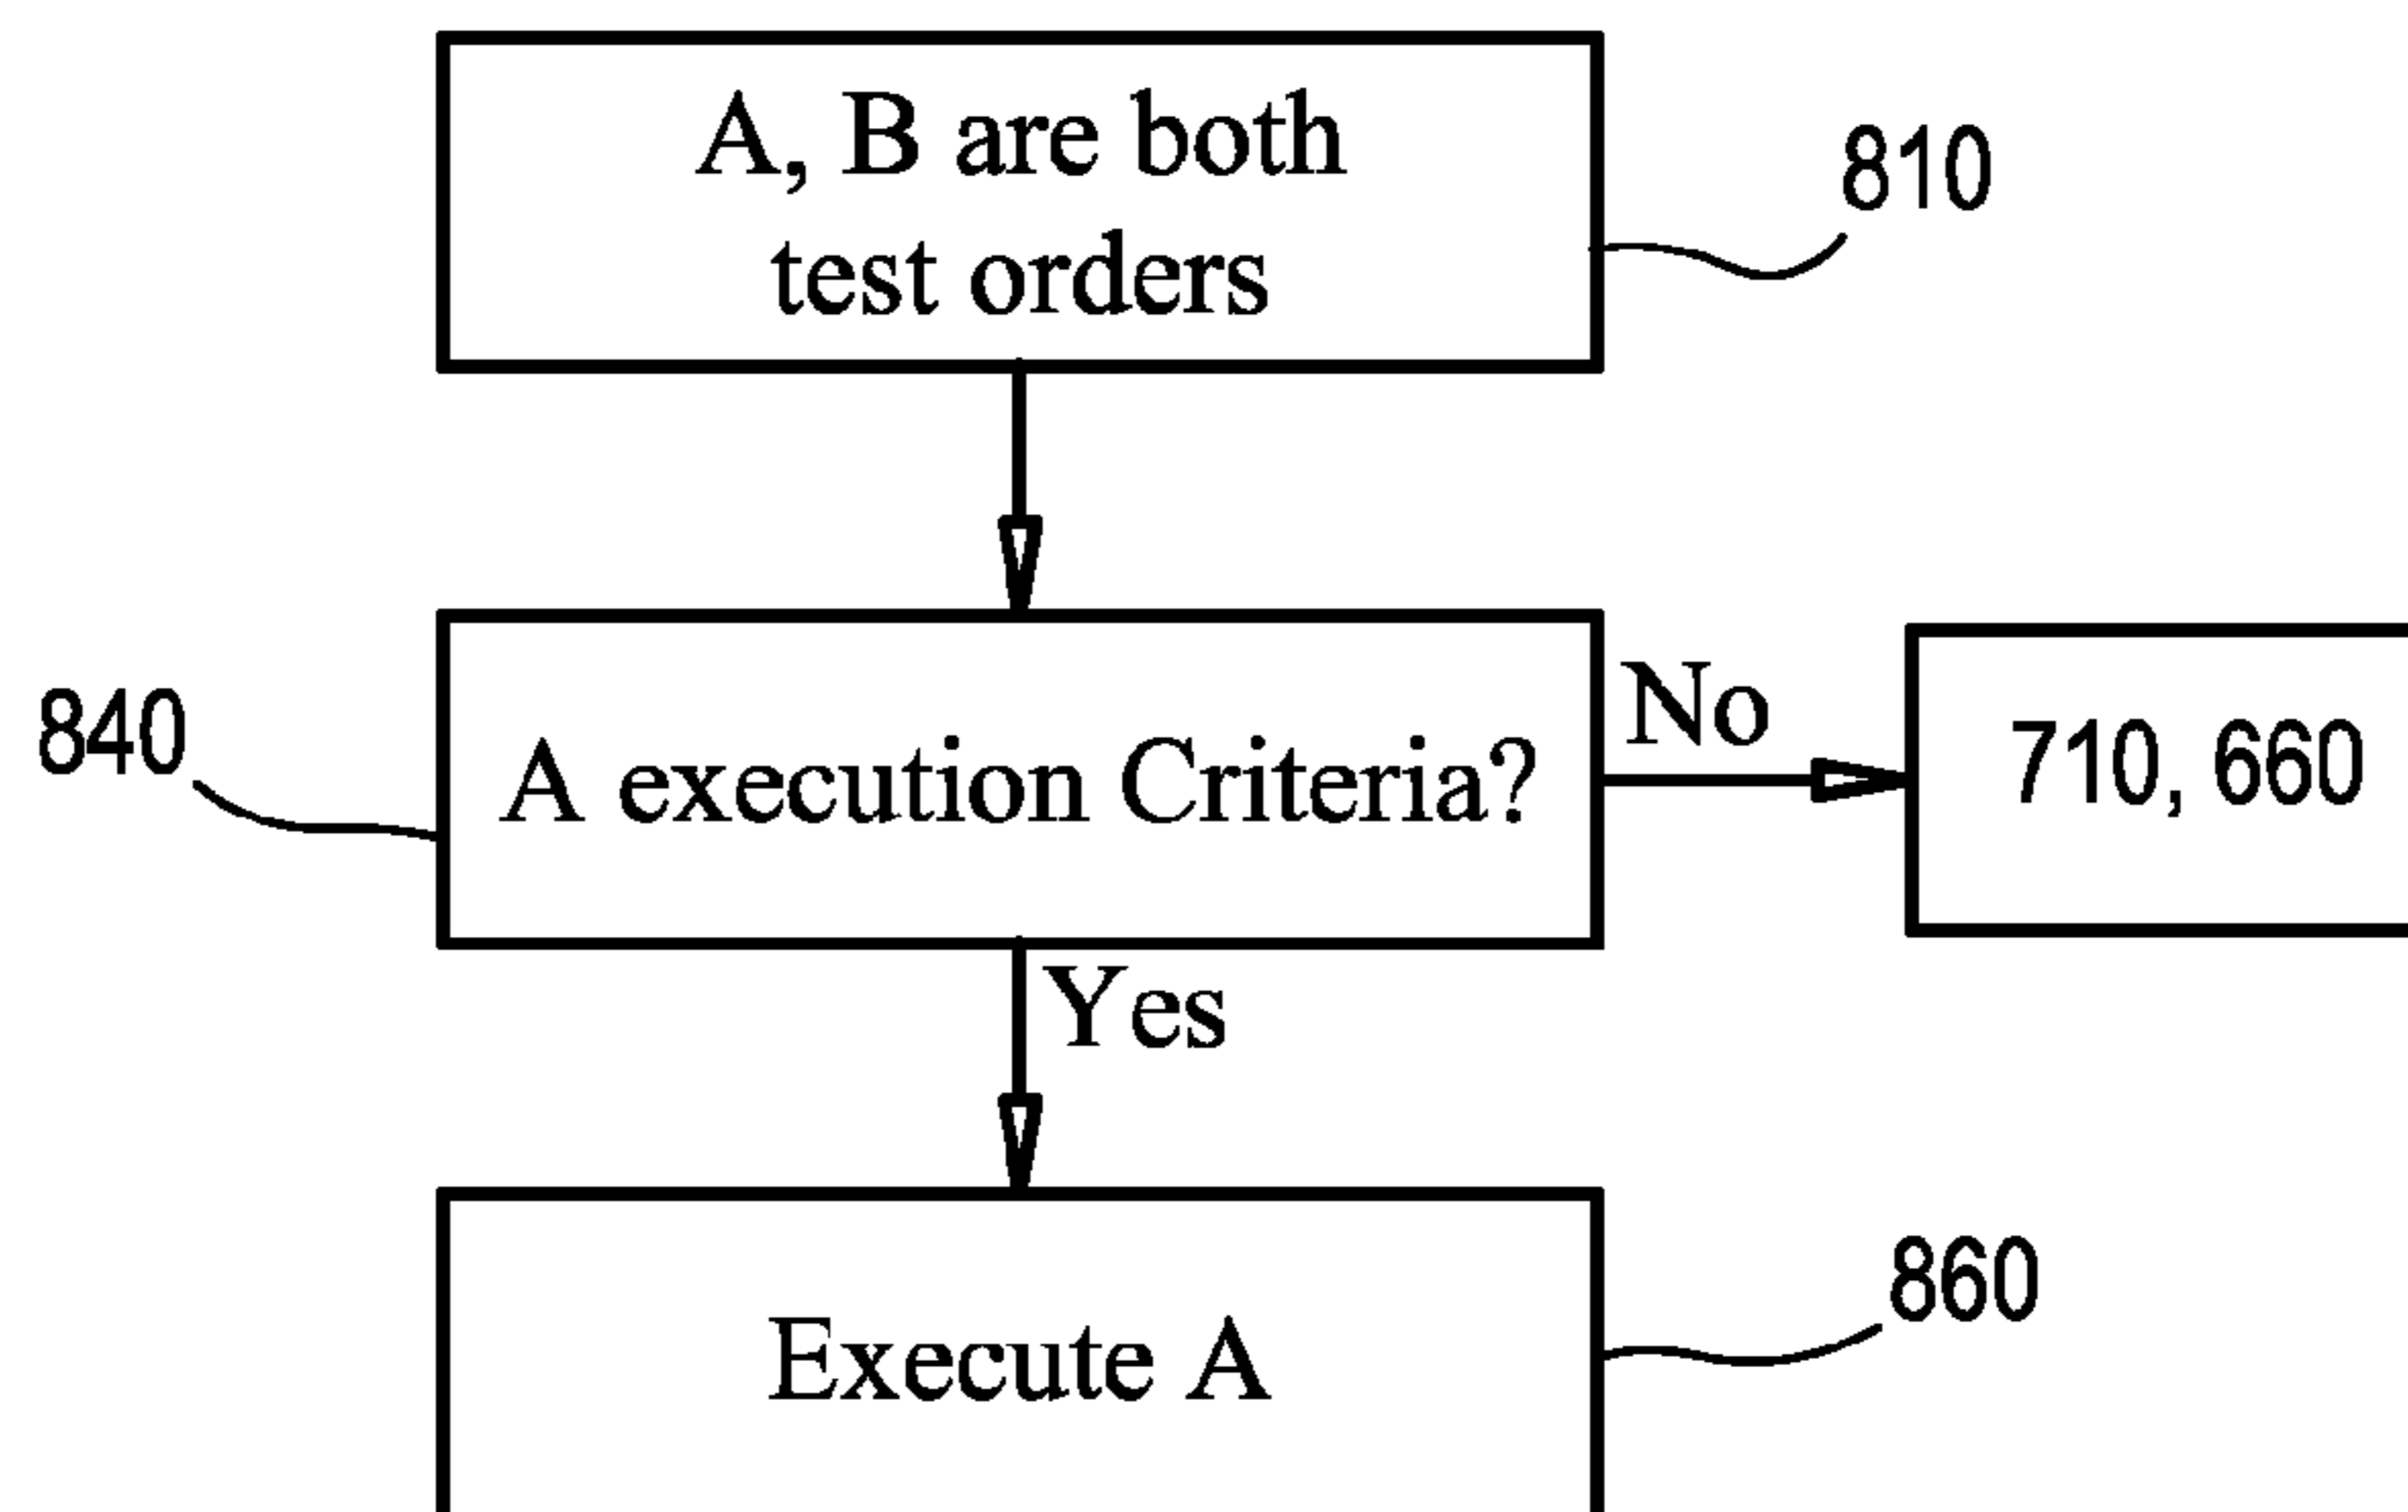 A, B are both
test orders
810
840
A execution Criteria?
No
710, 660
Yes
Execute A
860